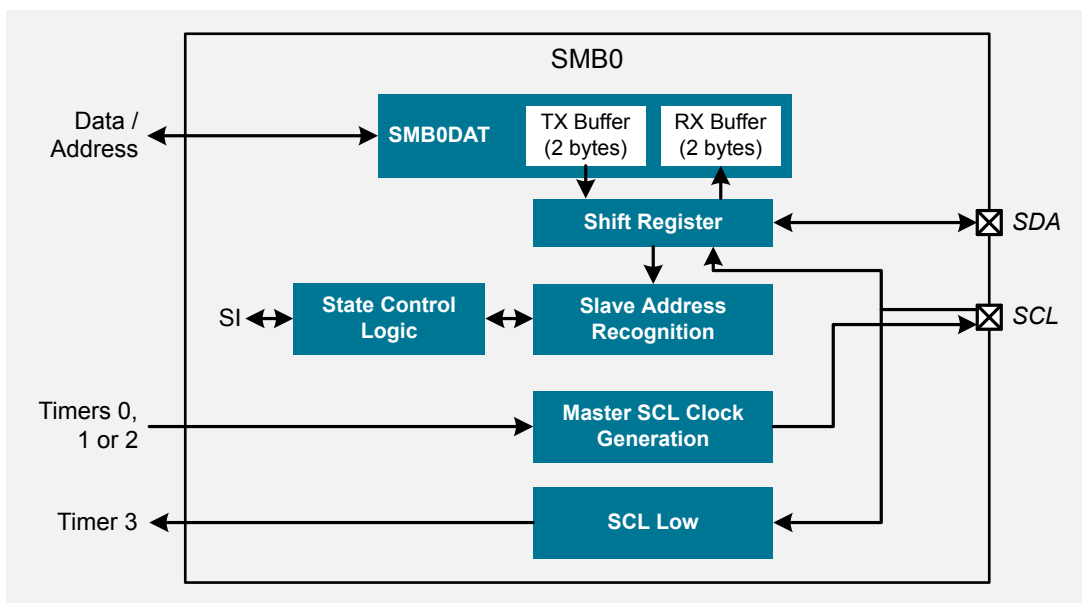 SMB0
Data /
Address
SMB0DAT
TX Buffer
(2 bytes)
RX Buffer
(2 bytes)
Shift Register
SDA
SI
State Control
Logic
Slave Address
Recognition
SCL
Timers 0,
1 or 2
Master SCL Clock
Generation
Timer 3
SCL Low